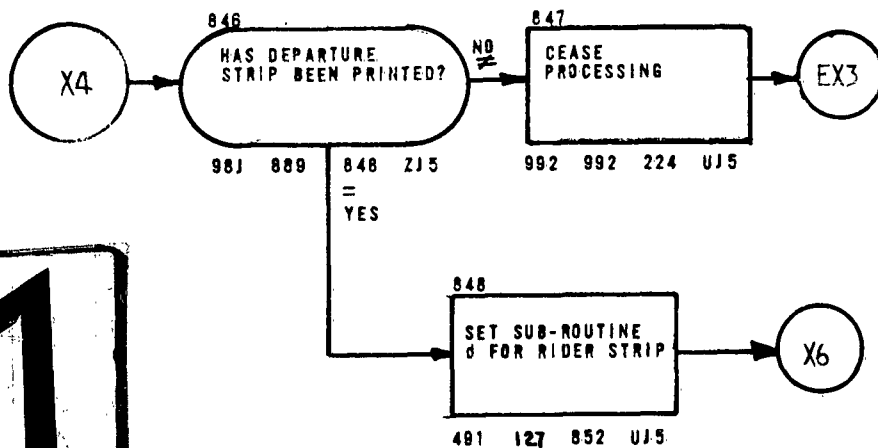 846
X4
HAS DEPARTURE
STRIP BEEN PRINTED?
NO
≠
847
CEASE
PROCESSING
EX3
98J 889 848 ZJ5
=
YES
992 992 224 UJ5
848
SET SUB-ROUTINE
d FOR RIDER STRIP
X6
491 127 852 UJ5